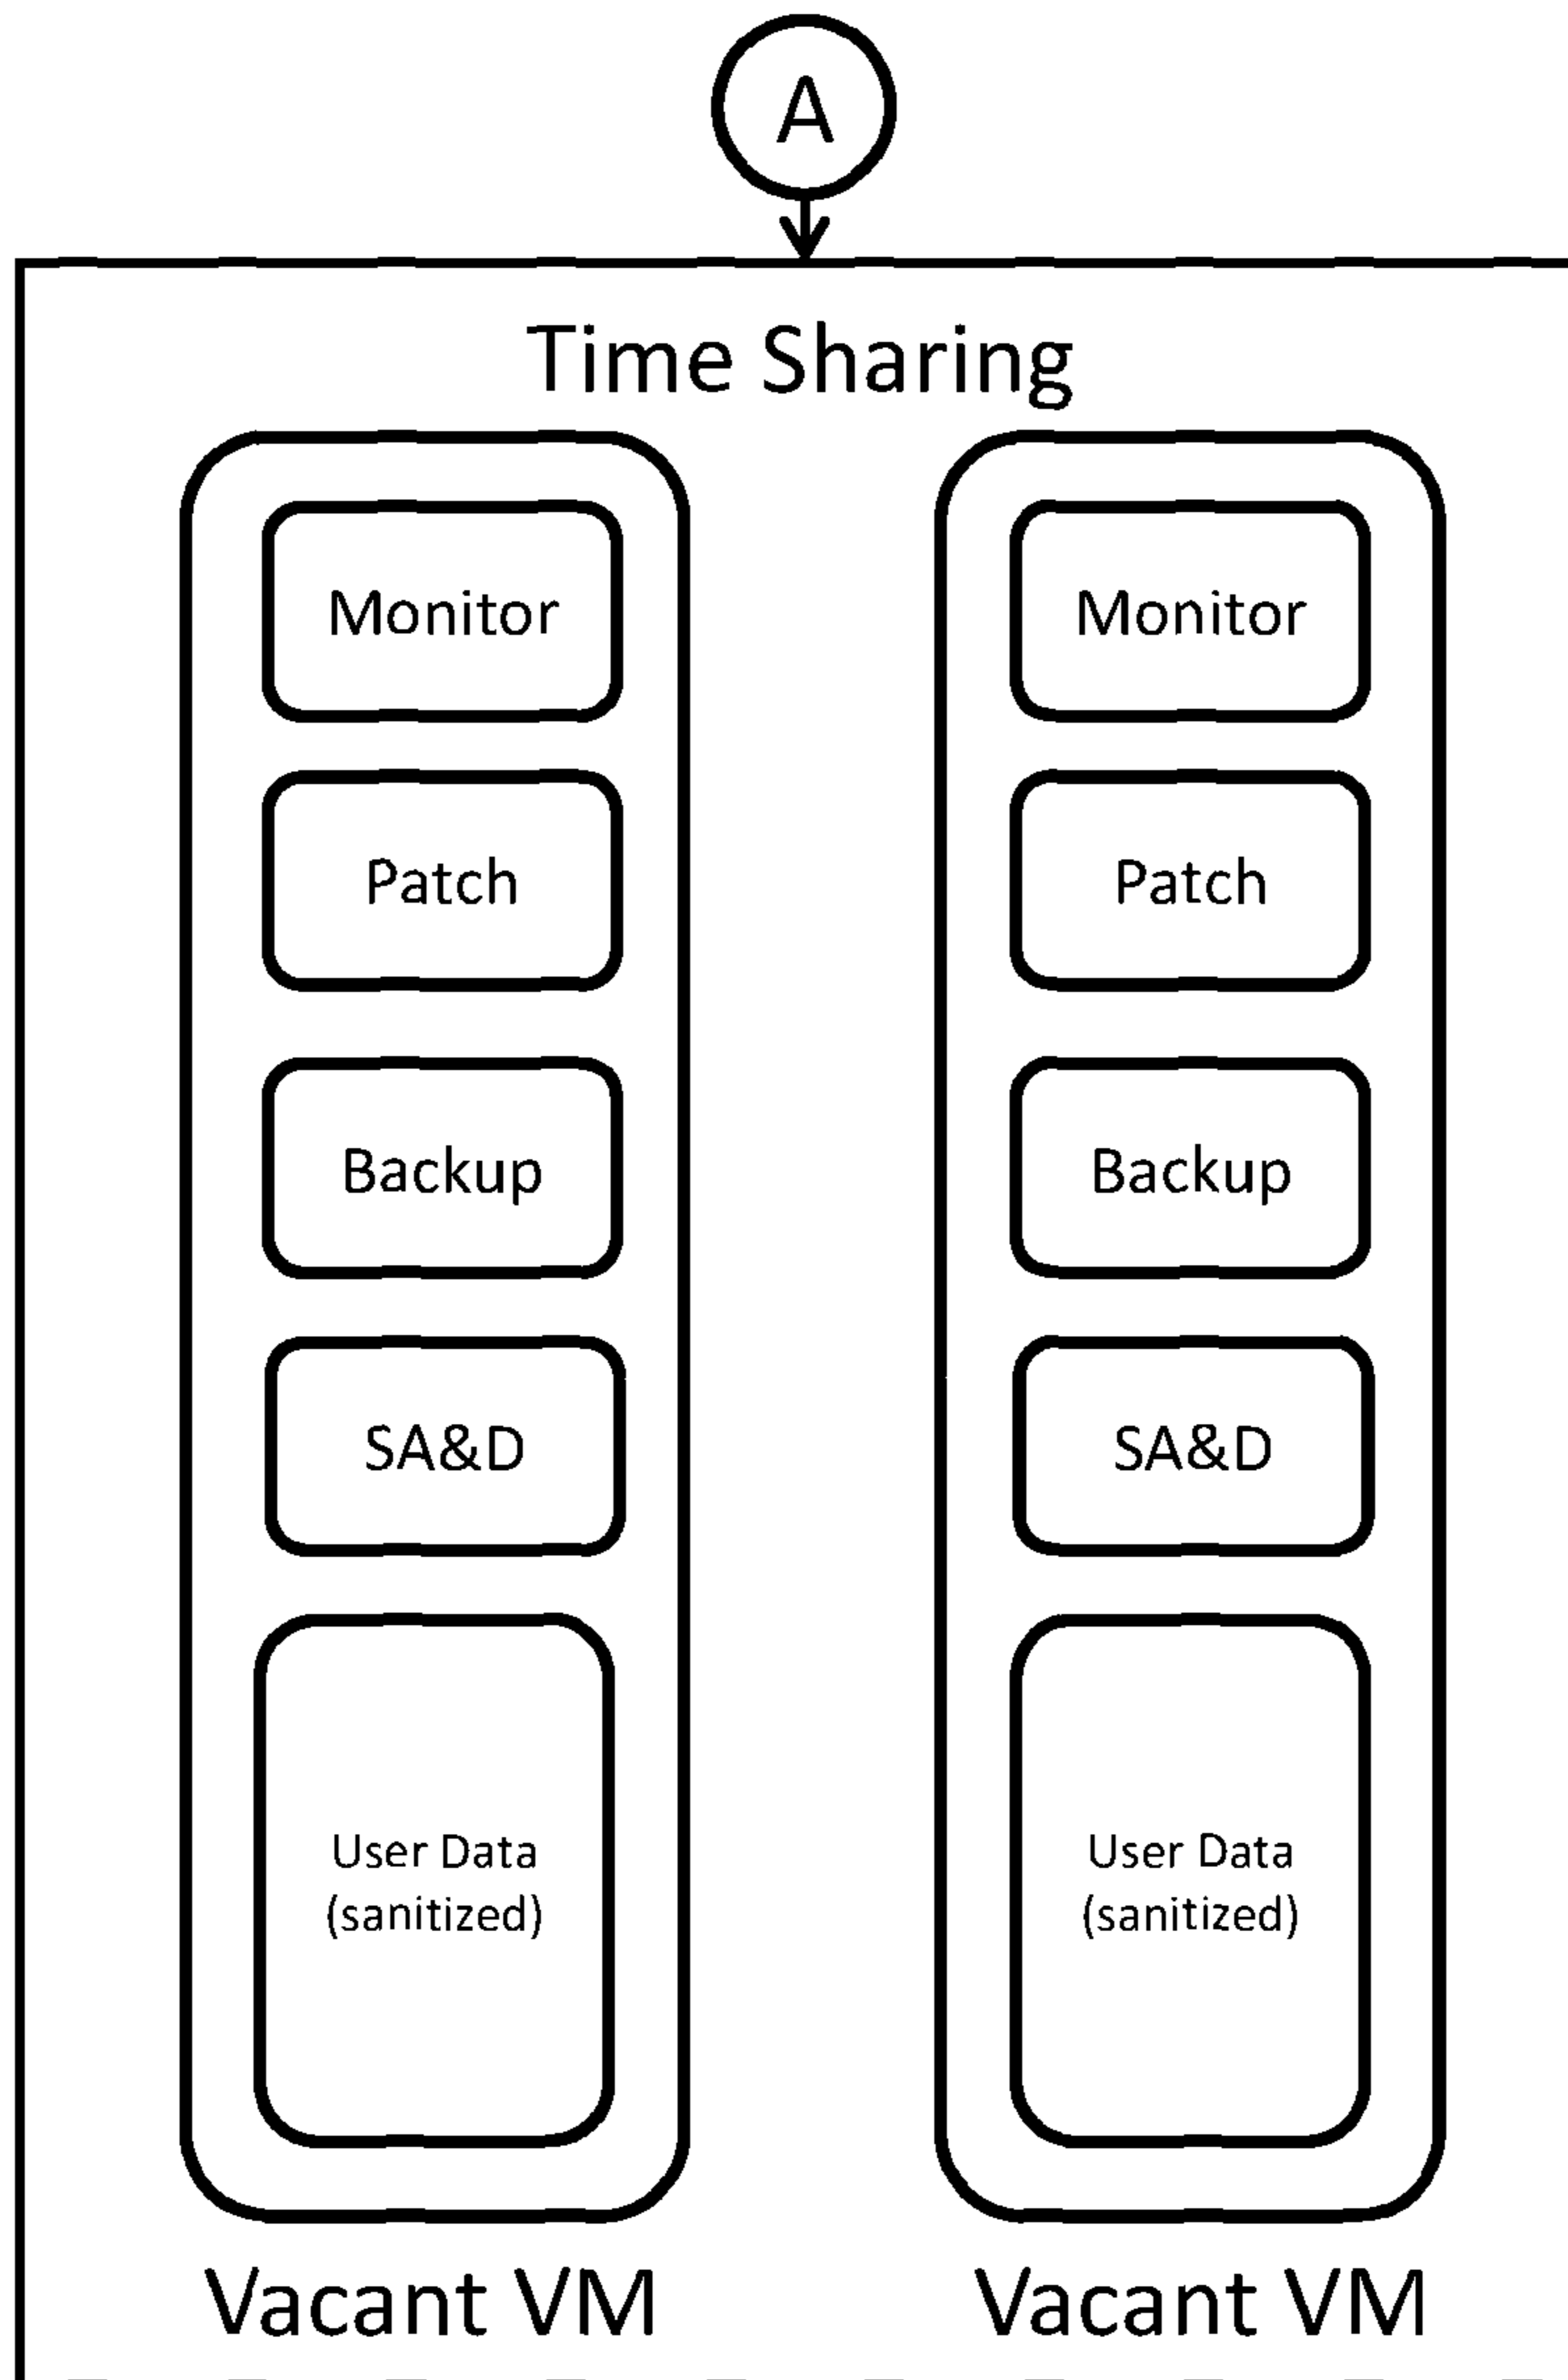 A
Time Sharing
Monitor
Patch
Backup
SA&D
User Data
(sanitized)
Vacant VM
Monitor
Patch
Backup
SA&D
User Data
(sanitized)
Vacant VM